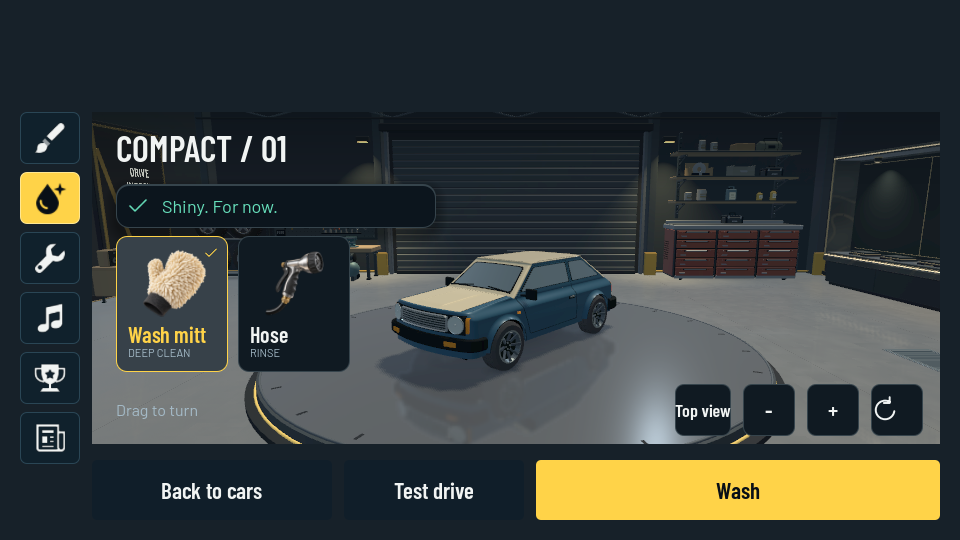 COMPACT / 01
DRIVE
Shiny. For now.
Wash mitt
DEEP CLEAN
Hose
RINSE
Drag to turn
Top view
-
+
Back to cars
Test drive
Wash